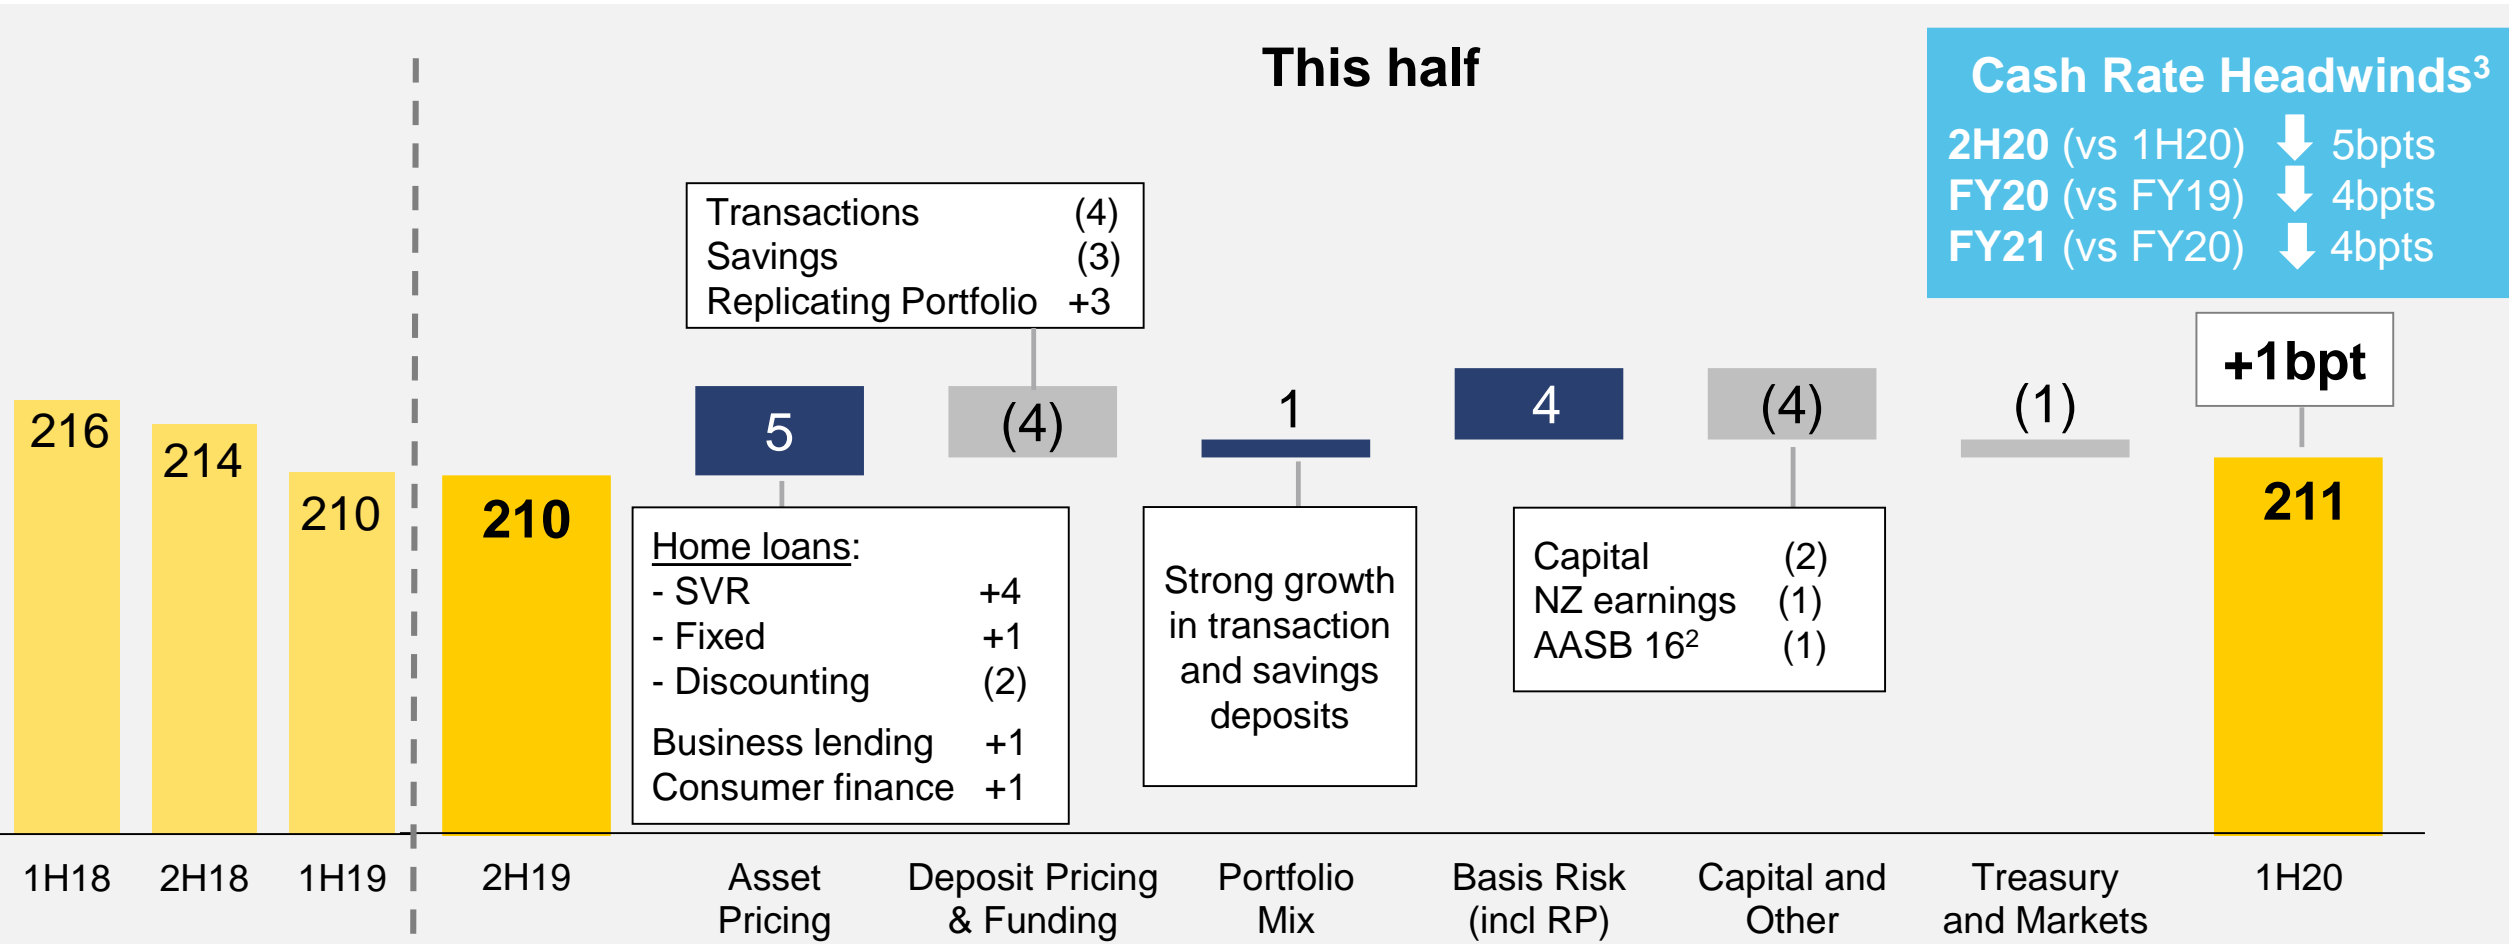 This half
Cash Rate Headwinds3
2H20 (vs 1H20) 5bpts
FY20 (vs FY19) 4bpts
FY21 (vs FY20) 4bpts
Transactions (4)
Savings (3)
Replicating Portfolio +3
+1bpt
216
214
210
210
5
(4)
1
4
(4)
(1)
211
Home loans:
- SVR +4
- Fixed +1
- Discounting (2)
Business lending +1
Consumer finance +1
Strong growth
in transaction
and savings
deposits
Capital (2)
NZ earnings (1)
AASB 162 (1)
1H18
2H18
1H19
2H19
Asset
Pricing
Deposit Pricing
& Funding
Portfolio
Mix
Basis Risk
(incl RP)
Capital and
Other
Treasury
and Markets
1H20